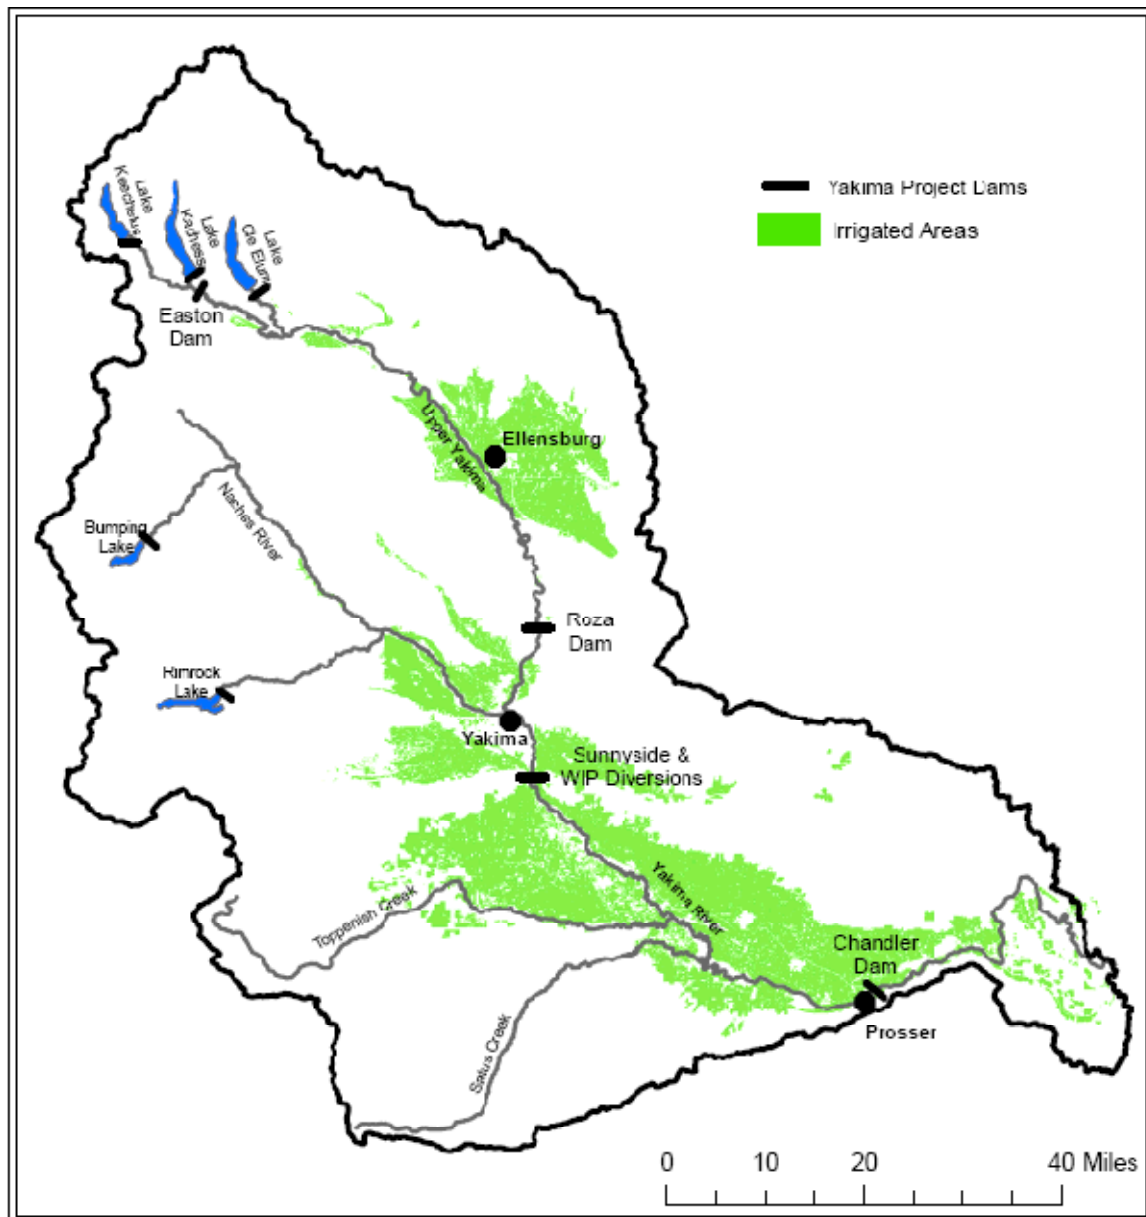 Lake
Keechelus
Lake
Kachess
Lake
Cle Elum
Yakima Project Dams
Irrigated Areas
Easton
Dam
Upper Yakima
Ellensburg
Naches River
Bumping
Lake
Roza
Dam
Rimrock
Lake
Yakima
Sunnyside &
WIP Diversions
Yakima River
Toppenish Creek
Chandler
Dam
Satus Creek
Prosser
0 10 20 40 Miles